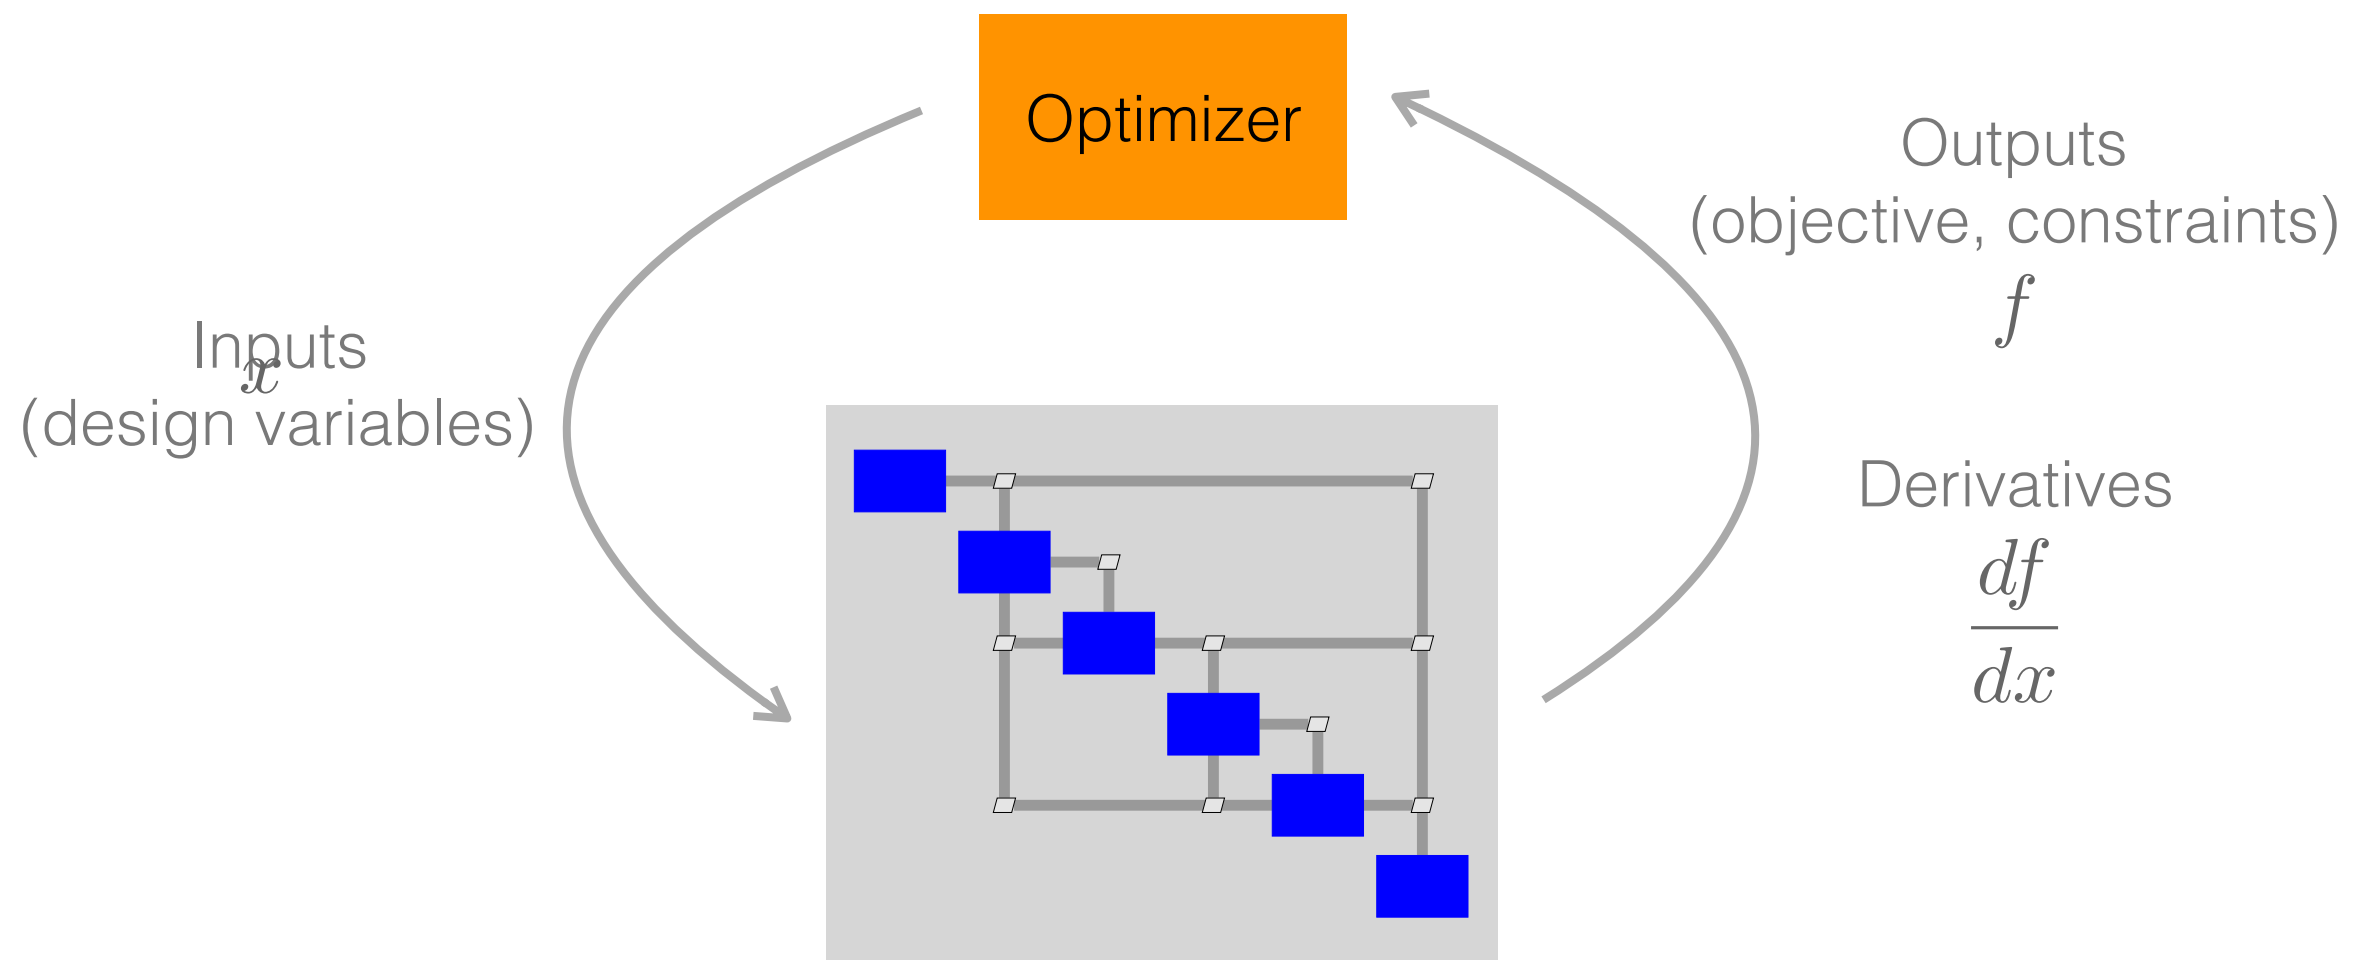 Optimizer
Inputs
x
(design variables)
Outputs
(objective, constraints)
f
Derivatives
df
dx